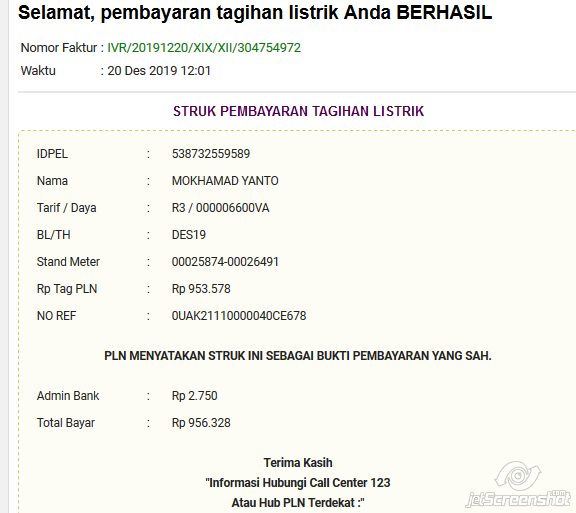 Selamat, pembayaran tagihan listrik Anda BERHASIL
Nomor Faktur : IVR/20191220/XIX/XII/304754972
Waktu : 20 Des 2019 12:01
STRUK PEMBAYARAN TAGIHAN LISTRIK
IDPEL : 538732559589
Nama : MOKHAMAD YANTO
Tarif / Daya : R3 / 000006600VA
BL/TH : DES19
Stand Meter : 00025874-00026491
Rp Tag PLN : Rp 953.578
NO REF : 0UAK21110000040CE678
PLN MENYATAKAN STRUK INI SEBAGAI BUKTI PEMBAYARAN YANG SAH.
Admin Bank : Rp 2.750
Total Bayar : Rp 956.328
Terima Kasih
"Informasi Hubungi Call Center 123
Atau Hub PLN Terdekat :"
jetScreenshot.com